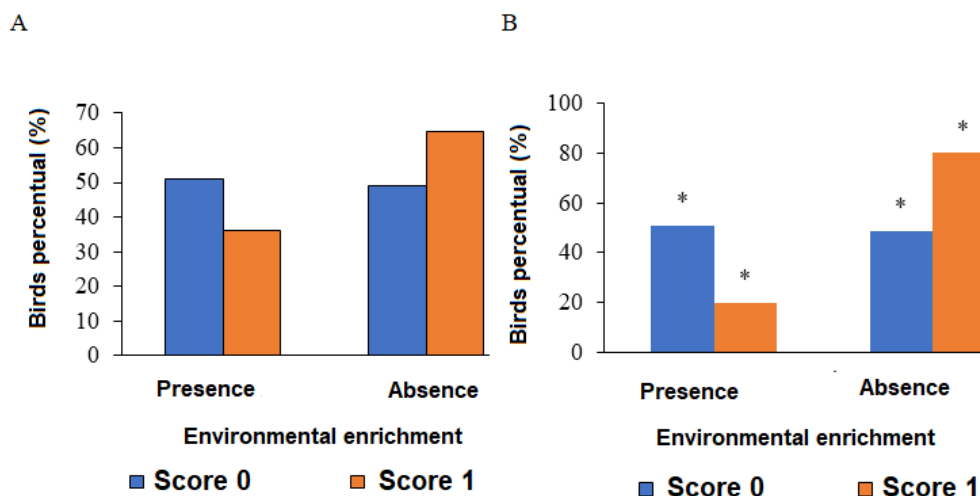 A
Birds percentual (%)
70
60
50
40
30
20
10
0
Presence Absence
Environmental enrichment
Score 0 Score 1
B
Birds percentual (%)
100
80
60
40
20
0
* * * *
Presence Absence
Environmental enrichment
Score 0 Score 1